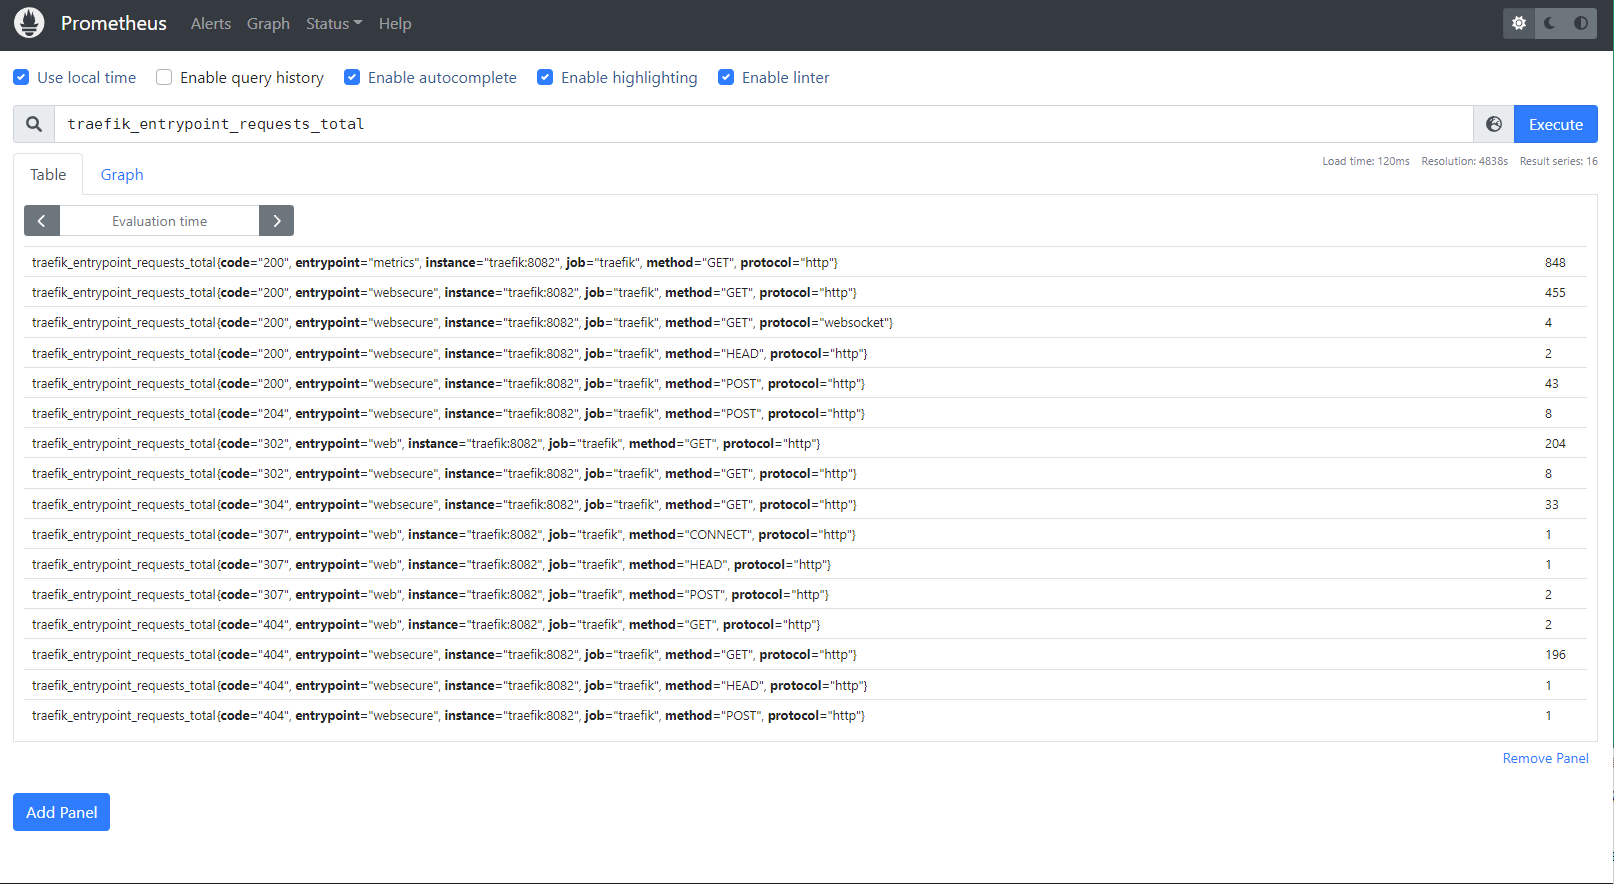 Prometheus Alerts Graph Status Help
Use local time Enable query history Enable autocomplete Enable highlighting Enable linter
traefik_entrypoint_requests_total Execute
Table Graph Load time: 120ms Resolution: 4838s Result series: 16
Evaluation time
traefik_entrypoint_requests_total{code="200", entrypoint="metrics", instance="traefik:8082", job="traefik", method="GET", protocol="http"} 848
traefik_entrypoint_requests_total{code="200", entrypoint="websecure", instance="traefik:8082", job="traefik", method="GET", protocol="http"} 455
traefik_entrypoint_requests_total{code="200", entrypoint="websecure", instance="traefik:8082", job="traefik", method="GET", protocol="websocket"} 4
traefik_entrypoint_requests_total{code="200", entrypoint="websecure", instance="traefik:8082", job="traefik", method="HEAD", protocol="http"} 2
traefik_entrypoint_requests_total{code="200", entrypoint="websecure", instance="traefik:8082", job="traefik", method="POST", protocol="http"} 43
traefik_entrypoint_requests_total{code="204", entrypoint="websecure", instance="traefik:8082", job="traefik", method="POST", protocol="http"} 8
traefik_entrypoint_requests_total{code="302", entrypoint="web", instance="traefik:8082", job="traefik", method="GET", protocol="http"} 204
traefik_entrypoint_requests_total{code="302", entrypoint="websecure", instance="traefik:8082", job="traefik", method="GET", protocol="http"} 8
traefik_entrypoint_requests_total{code="304", entrypoint="websecure", instance="traefik:8082", job="traefik", method="GET", protocol="http"} 33
traefik_entrypoint_requests_total{code="307", entrypoint="web", instance="traefik:8082", job="traefik", method="CONNECT", protocol="http"} 1
traefik_entrypoint_requests_total{code="307", entrypoint="web", instance="traefik:8082", job="traefik", method="HEAD", protocol="http"} 1
traefik_entrypoint_requests_total{code="307", entrypoint="web", instance="traefik:8082", job="traefik", method="POST", protocol="http"} 2
traefik_entrypoint_requests_total{code="404", entrypoint="web", instance="traefik:8082", job="traefik", method="GET", protocol="http"} 2
traefik_entrypoint_requests_total{code="404", entrypoint="websecure", instance="traefik:8082", job="traefik", method="GET", protocol="http"} 196
traefik_entrypoint_requests_total{code="404", entrypoint="websecure", instance="traefik:8082", job="traefik", method="HEAD", protocol="http"} 1
traefik_entrypoint_requests_total{code="404", entrypoint="websecure", instance="traefik:8082", job="traefik", method="POST", protocol="http"} 1
Remove Panel
Add Panel